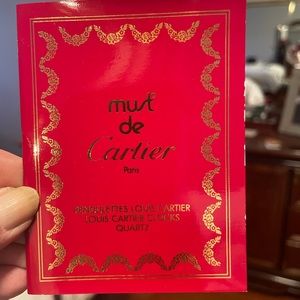 must
de
Cartier
Paris
PENDULETTES LOUIS CARTIER
LOUIS CARTIER CLOCKS
QUARTZ